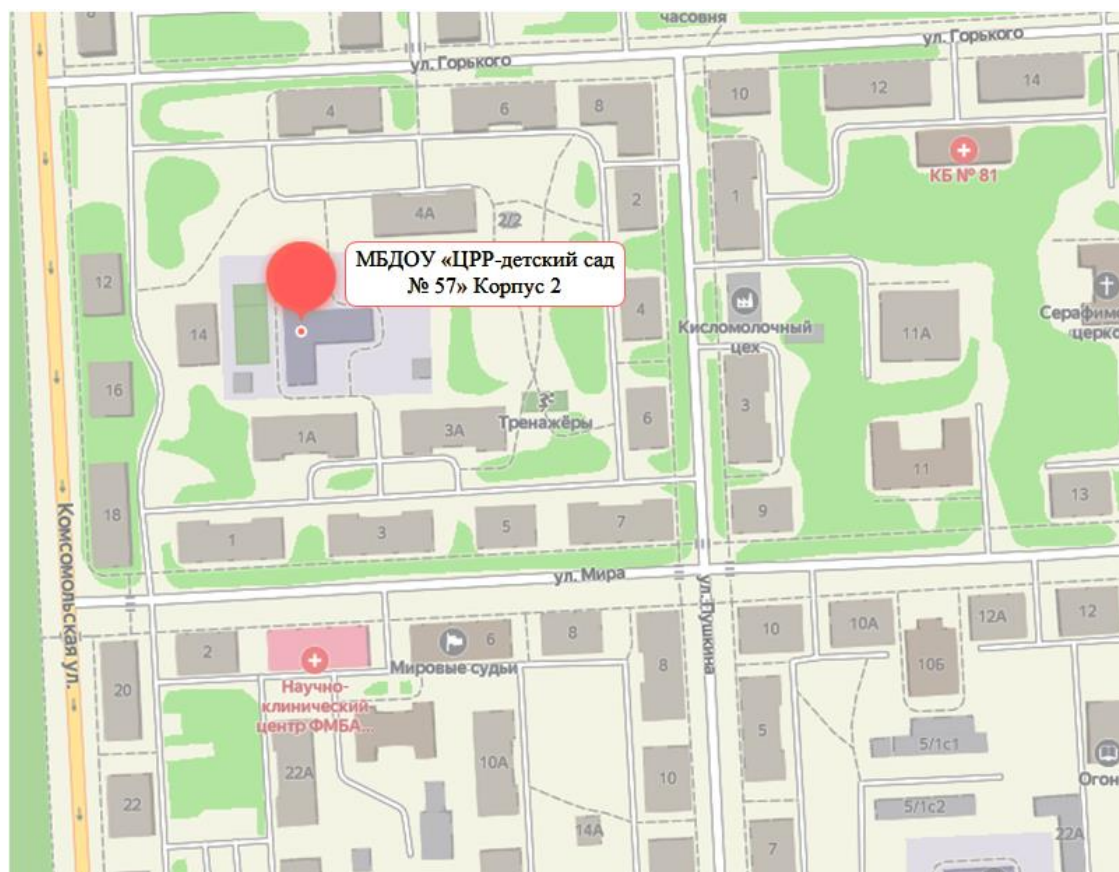 часовня
ул. Горького
ул. Горького
8
4
6
8
10
12
14
КБ № 81
1
2
4А
2/2
МБДОУ «ЦРР-детский сад
№ 57» Корпус 2
12
14
4
Кисломолочный
цех
11А
Серафимо
церко
16
1А
3А
Тренажёры
6
3
11
18
1
3
5
7
9
13
Комсомольская ул.
ул. Мира
ул. Пушкина
2
6
8
8
10
10А
10Б
12А
12
Мировые судьи
Научно-
клинический
центр ФМБА...
20
22
22А
10А
10
14А
5
5/1с1
5/1с2
Огон
22А
7